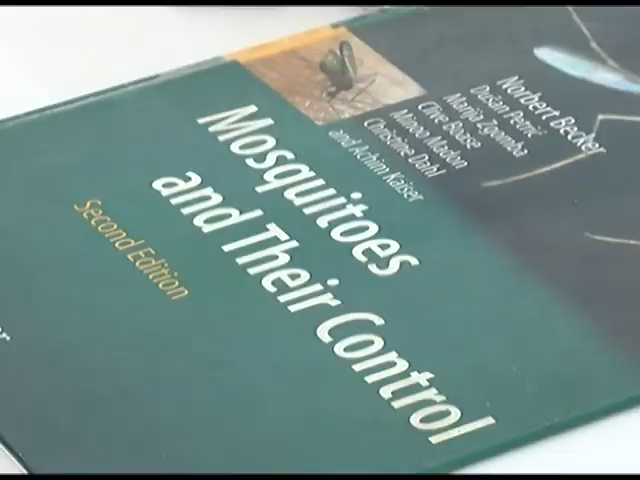 Norbert Becker
Dušan Petrić
Marija Zgomba
Clive Boase
Minoo Madon
Christine Dahl
and Achim Kaiser
Mosquitoes
and Their Control
Second Edition